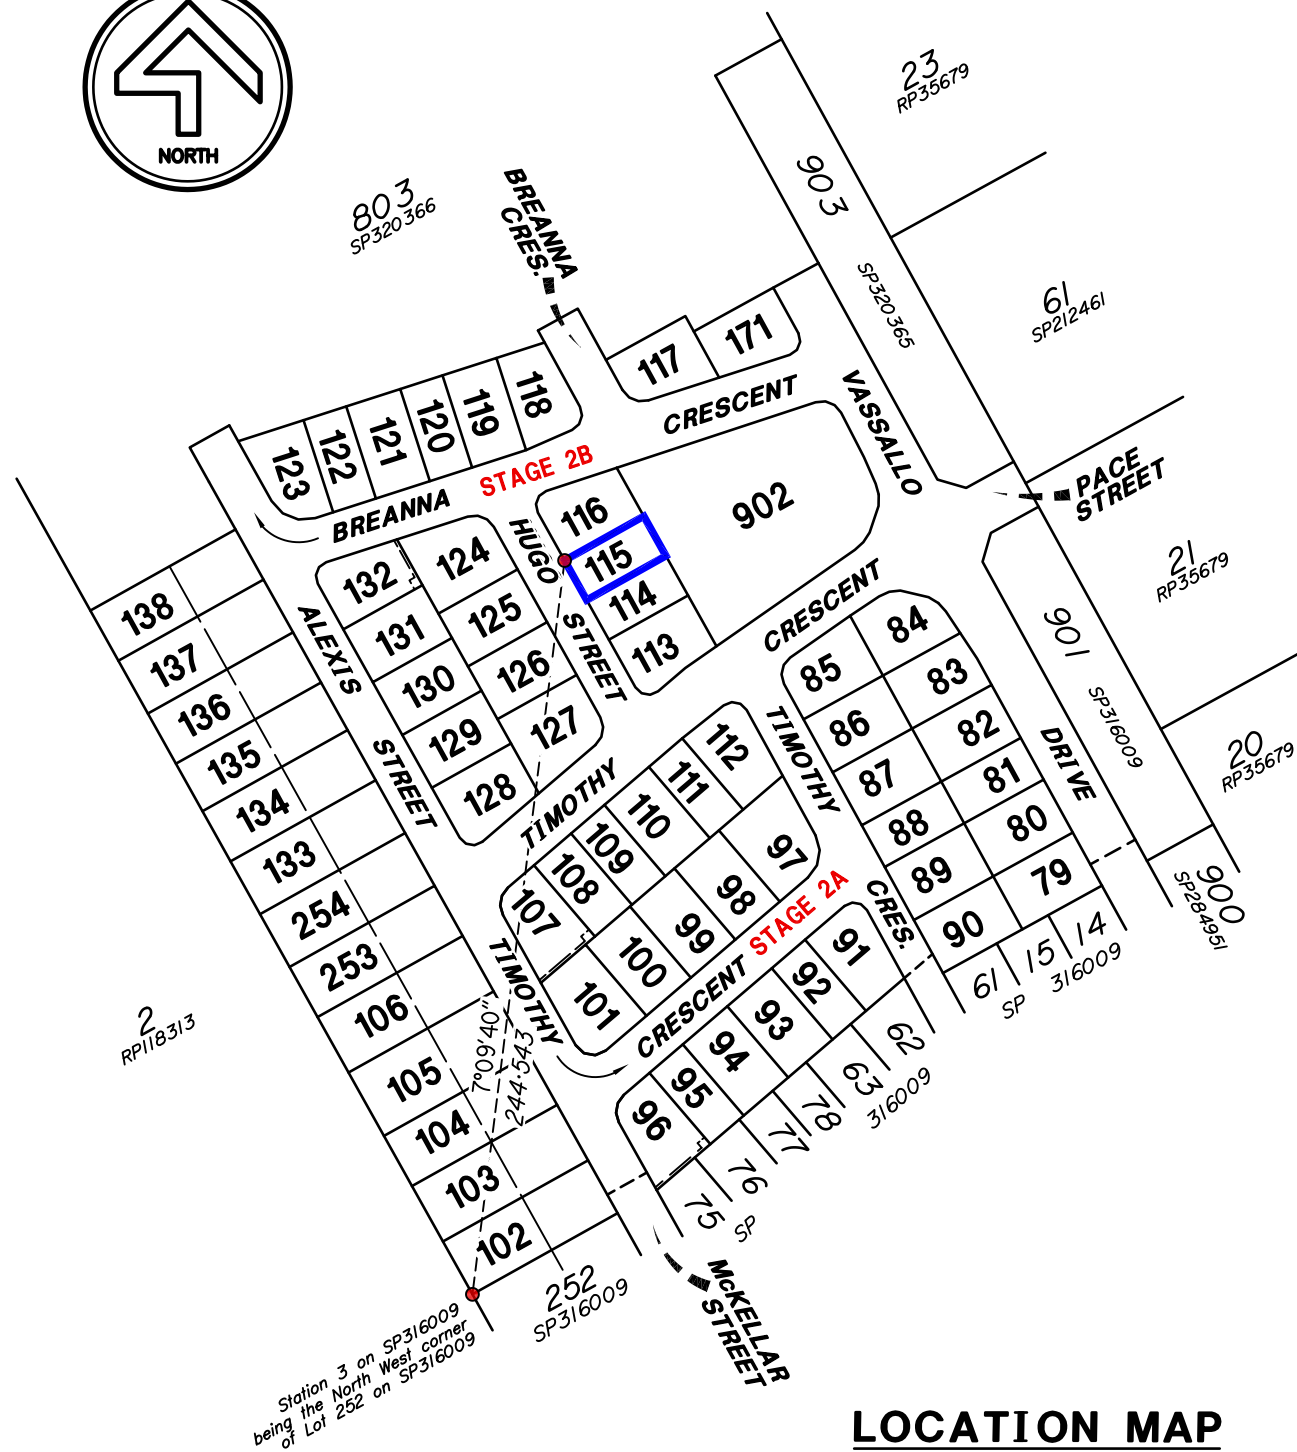 NORTH
23
RP35679
803
SP320366
BREANNA
CRES.
903
SP320365
61
SP212461
117
171
CRESCENT
VASSALLO
PACE
STREET
118
119
120
121
122
123
BREANNA
STAGE 2B
902
116
115
114
113
HUGO
STREET
CRESCENT
21
RP35679
132
124
131
125
130
126
129
127
128
ALEXIS
STREET
138
137
136
135
134
133
254
253
106
105
104
103
102
85
84
86
83
87
82
88
81
89
80
90
79
TIMOTHY
CRES.
DRIVE
901
SP316009
20
RP35679
900
SP284951
TIMOTHY
112
111
110
109
108
107
97
98
99
100
101
STAGE 2A
CRESCENT
TIMOTHY
91
92
93
94
95
96
61
15
14
SP
316009
62
63
78
77
76
75
SP
316009
2
RP118313
7°09'40"
244·543
252
SP316009
McKELLAR
STREET
Station 3 on SP316009
being the North West corner
of Lot 252 on SP316009
LOCATION MAP